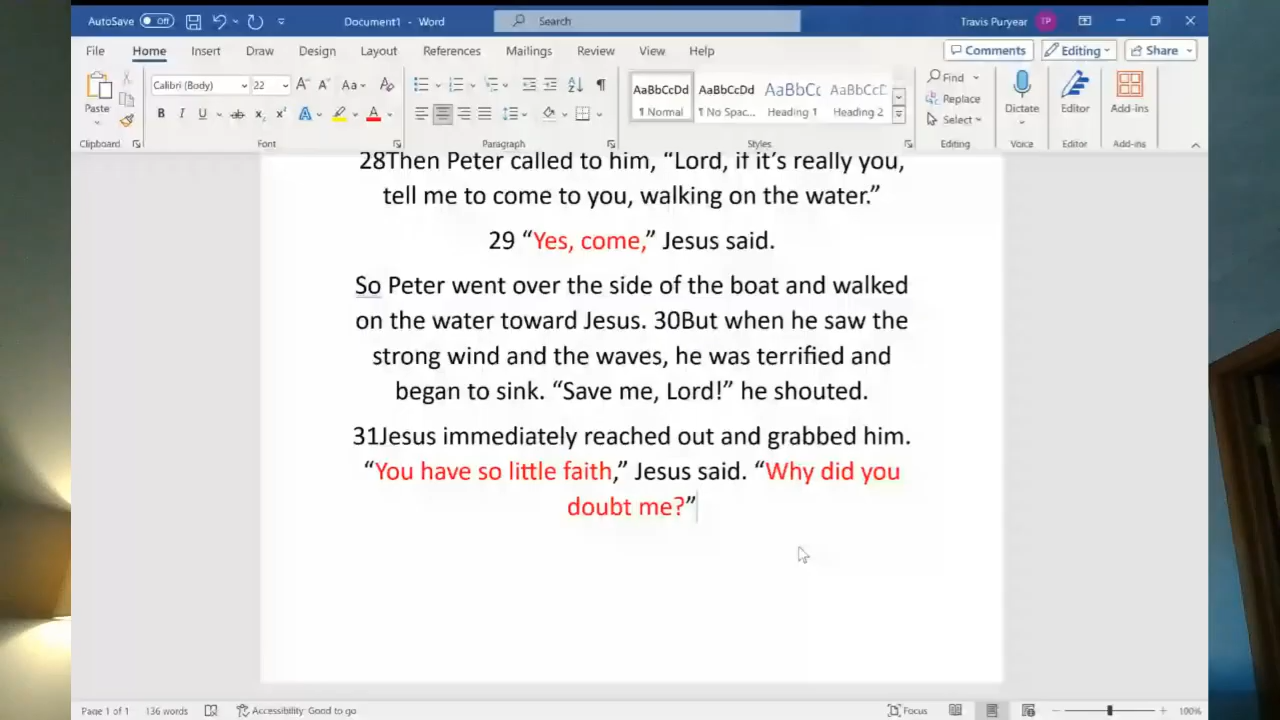 AutoSave Off Document1 - Word Search Travis Puryear TP
File Home Insert Draw Design Layout References Mailings Review View Help Comments Editing Share
Paste Calibri (Body) 22 A A Aa A AaBbCcDd AaBbCcDd AaBbCc AaBbCcD Find Replace Select Dictate Editor Add-ins
B I U ab x₂ x² A A ¶ Normal ¶ No Spac... Heading 1 Heading 2
Clipboard Font Paragraph Styles Editing Voice Editor Add-ins
28Then Peter called to him, “Lord, if it’s really you,
tell me to come to you, walking on the water.”
29 “Yes, come,” Jesus said.
So Peter went over the side of the boat and walked
on the water toward Jesus. 30But when he saw the
strong wind and the waves, he was terrified and
began to sink. “Save me, Lord!” he shouted.
31Jesus immediately reached out and grabbed him.
“You have so little faith,” Jesus said. “Why did you
doubt me?”
Page 1 of 1 136 words Accessibility: Good to go Focus 100%